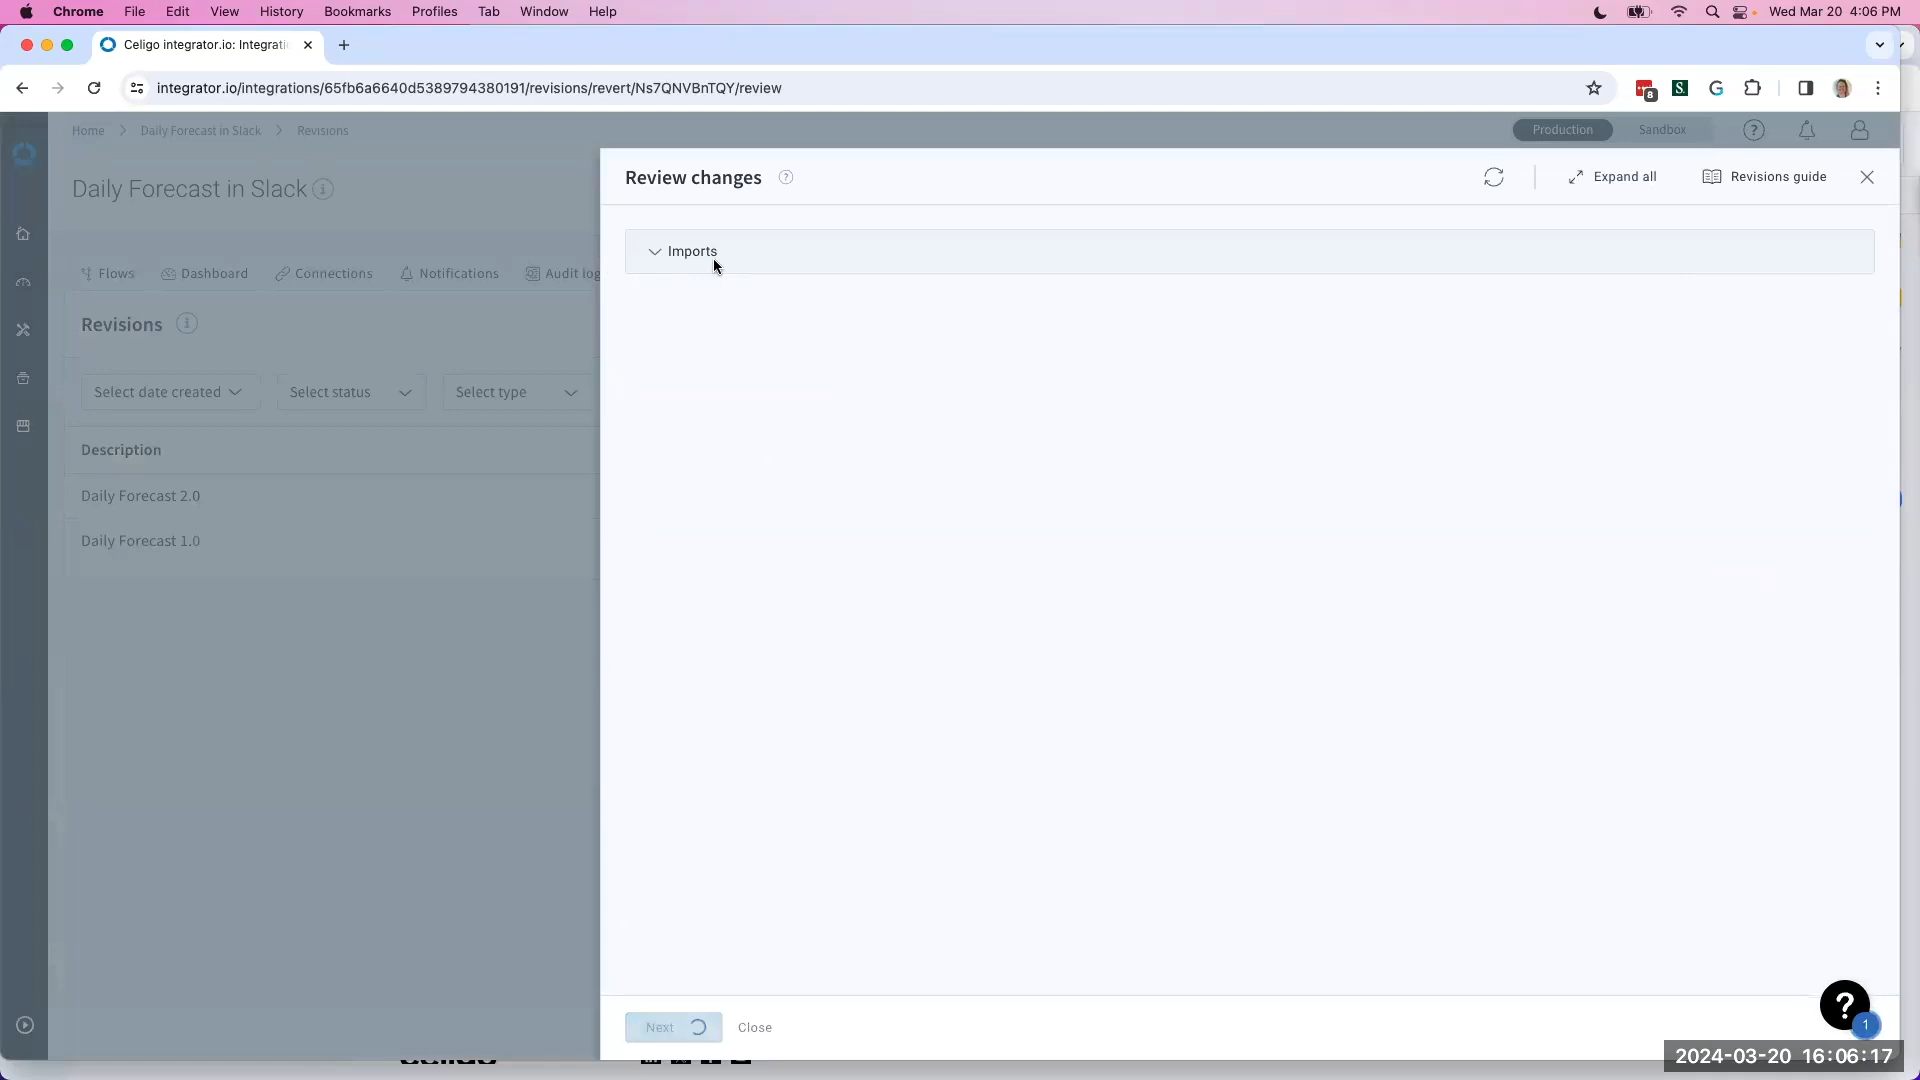 Chrome File Edit View History Bookmarks Profiles Tab Window Help Wed Mar 20 4:06 PM
Celigo integrator.io: Integrati
integrator.io/integrations/65fb6a6640d5389794380191/revisions/revert/Ns7QNVBnTQY/review
8
Home Daily Forecast in Slack Revisions Production Sandbox
Daily Forecast in Slack
Review changes Expall all Revisions guide
Imports
Flows Dashboard Connections Notifications Audit log
Revisions
Select date created Select status Select type
Description
Daily Forecast 2.0
Daily Forecast 1.0
Next Close
1
2024-03-20 16:06:17